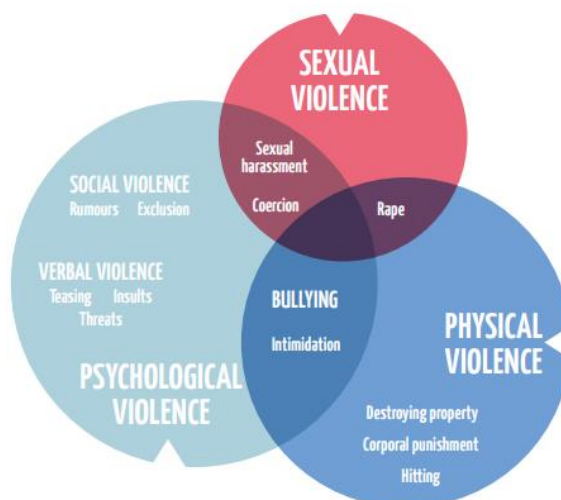 SEXUAL
VIOLENCE
Sexual
harassment
Coercion
Rape
SOCIAL VIOLENCE
Rumours Exclusion
VERBAL VIOLENCE
Teasing Insults
Threats
BULLYING
Intimidation
PSYCHOLOGICAL
VIOLENCE
PHYSICAL
VIOLENCE
Destroying property
Corporal punishment
Hitting